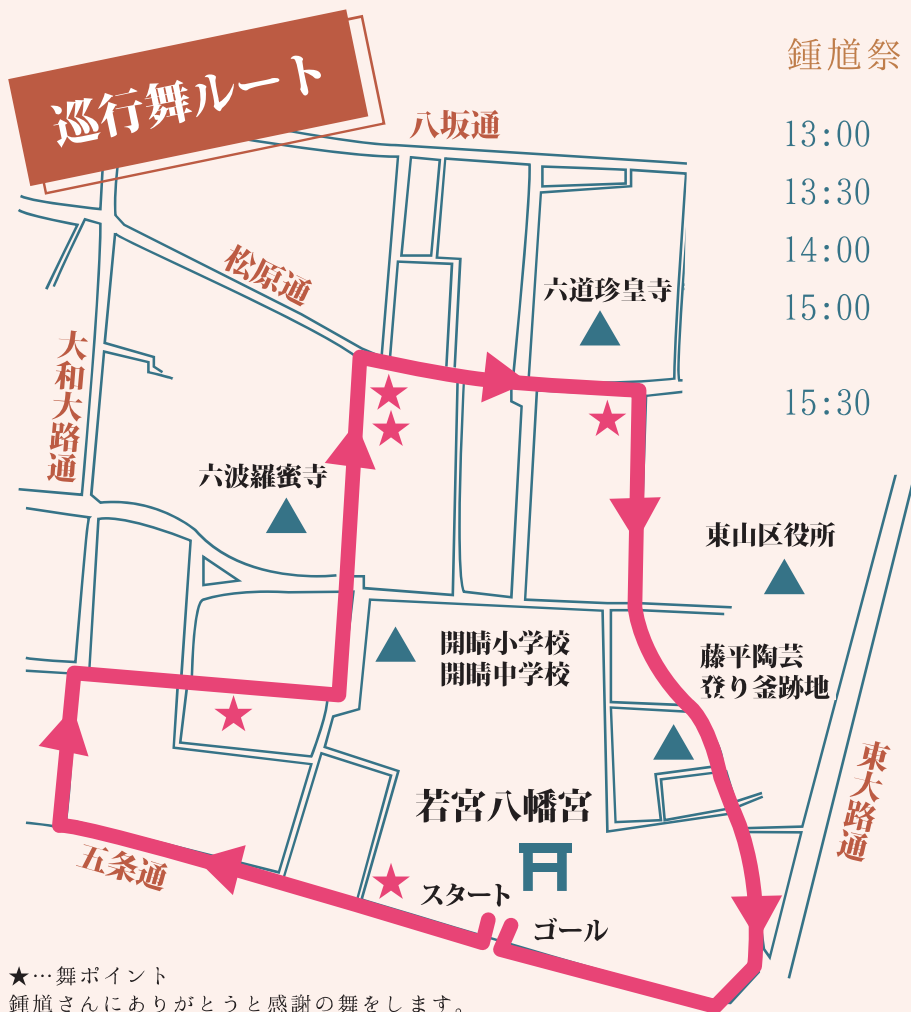 巡行舞ルート
鍾馗祭
八坂通
13:00
13:30
松原通
14:00
六道珍皇寺
15:00
大和大路通
15:30
六波羅蜜寺
東山区役所
開晴小学校
開晴中学校
藤平陶芸
登り釜跡地
東大路通
若宮八幡宮
五条通
スタート
ゴール
★…舞ポイント
鍾馗さんにありがとうと感謝の舞をします。